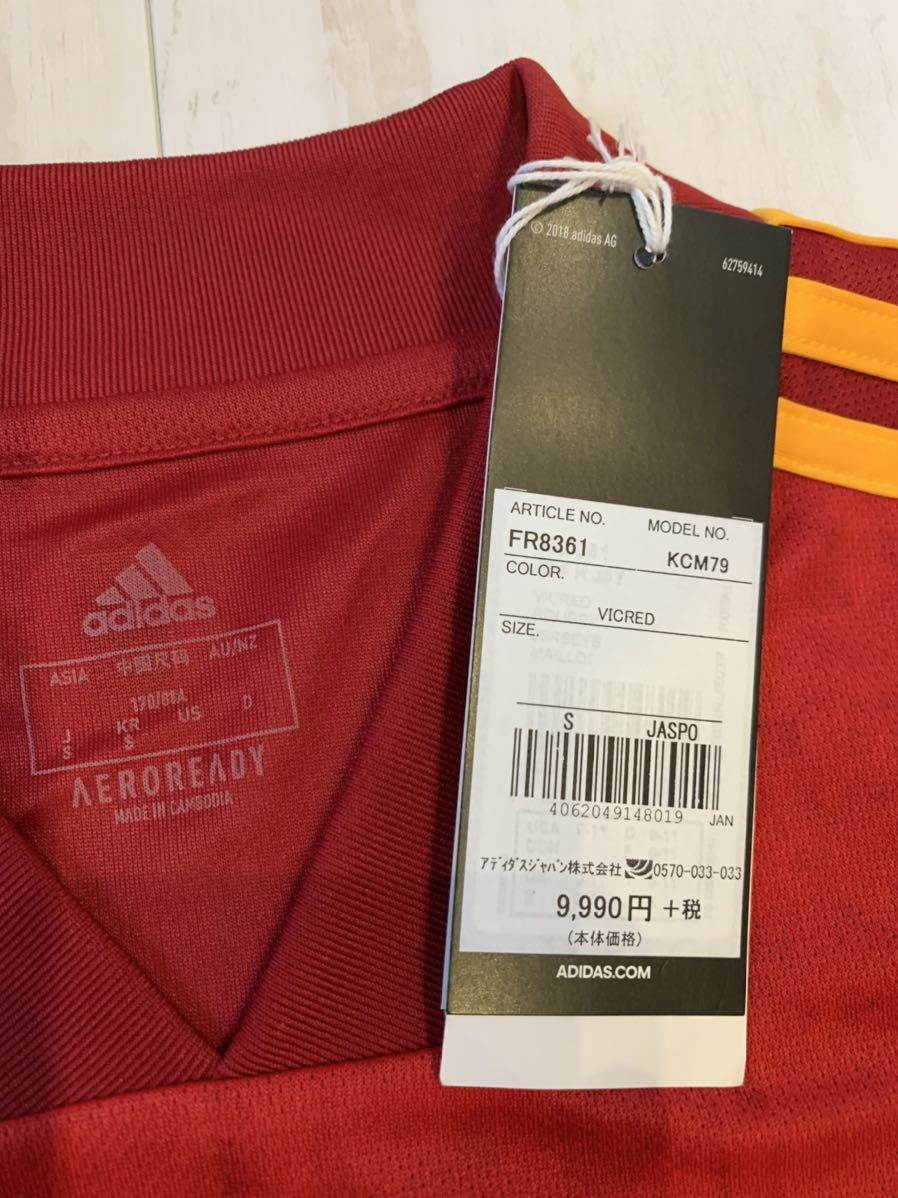 © 2018 adidas AG
62759414
ARTICLE NO. MODEL NO.
FR8361 KCM79
COLOR.
VICRED
SIZE.
S JASPO
4062049148019 JAN
アディダスジャパン株式会社 0570-033-033
9,990円 +税
(本体価格)
ADIDAS.COM
adidas
ASIA 中国尺码 AU/NZ
J KR US D
S S
AEROREADY
MADE IN CAMBODIA